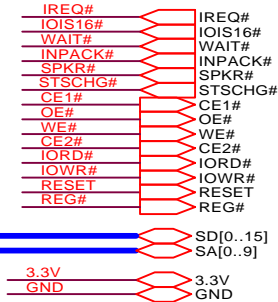 IREQ# IREQ#
IOIS16# IOIS16#
WAIT# WAIT#
INPACK# INPACK#
SPKR# SPKR#
STSCHG# STSCHG#
CE1# CE1#
OE# OE#
WE# WE#
CE2# CE2#
IORD# IORD#
IOWR# IOWR#
RESET RESET
REG# REG#
SD[0..15]
SA[0..9]
3.3V 3.3V
GND GND